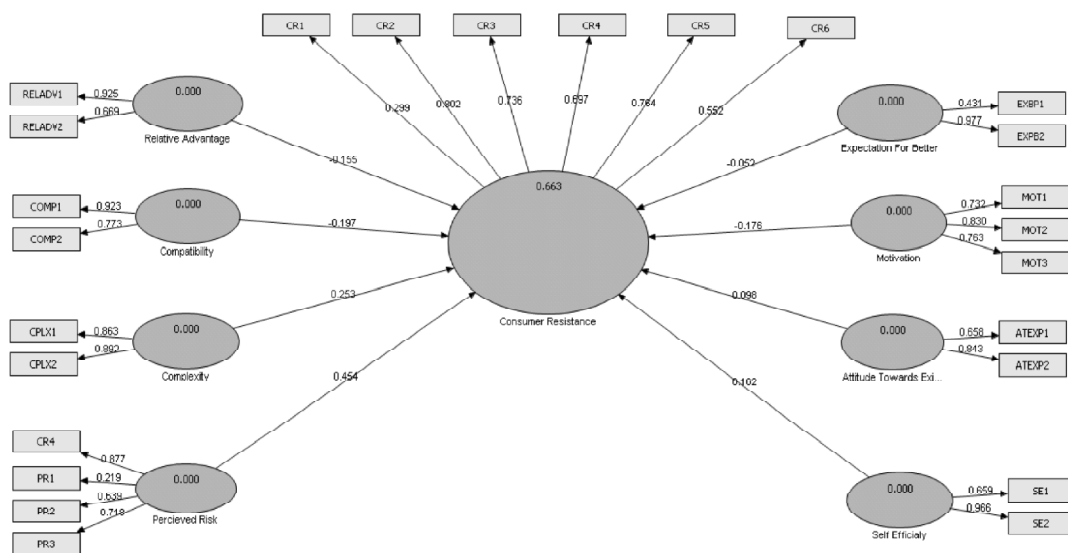 CR1
CR2
CR3
CR4
CR5
CR6
0.299
0.802
0.736
0.697
0.764
0.552
RELADV1
RELADV2
0.925
0.669
0.000
Relative Advantage
-0.155
COMP1
COMP2
0.923
0.773
0.000
Compatibility
-0.197
CPLX1
CPLX2
0.863
0.892
0.000
Complexity
0.253
CR4
PR1
PR2
PR3
0.877
0.219
0.639
0.718
0.000
Percieved Risk
0.454
0.663
Consumer Resistance
0.000
Expectation For Better
0.431
0.977
EXBP1
EXPB2
-0.052
0.000
Motivation
0.732
0.830
0.763
MOT1
MOT2
MOT3
-0.176
0.000
Attitude Towards Exi...
0.658
0.843
ATEXP1
ATEXP2
0.098
0.000
Self Efficialy
0.659
0.966
SE1
SE2
0.102